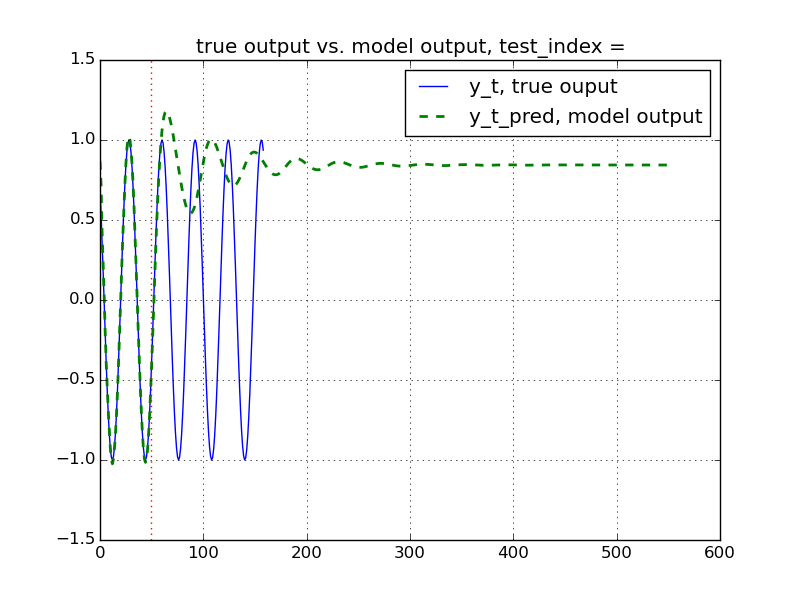 true output vs. model output, test_index =
y_t, true ouput
y_t_pred, model output
1.5
1.0
0.5
0.0
−0.5
−1.0
−1.5
0 100 200 300 400 500 600